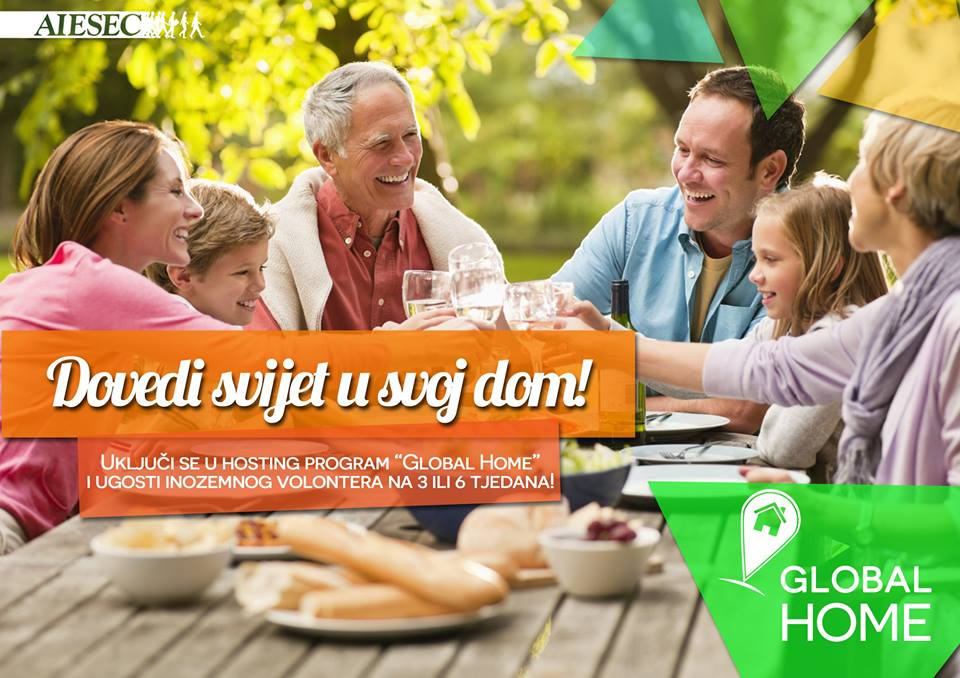 AIESEC
Dovedi svijet u svoj dom!
Uključi se u hosting program “Global Home”
i ugosti inozemnog volontera na 3 ili 6 tjedana!
GLOBAL
HOME